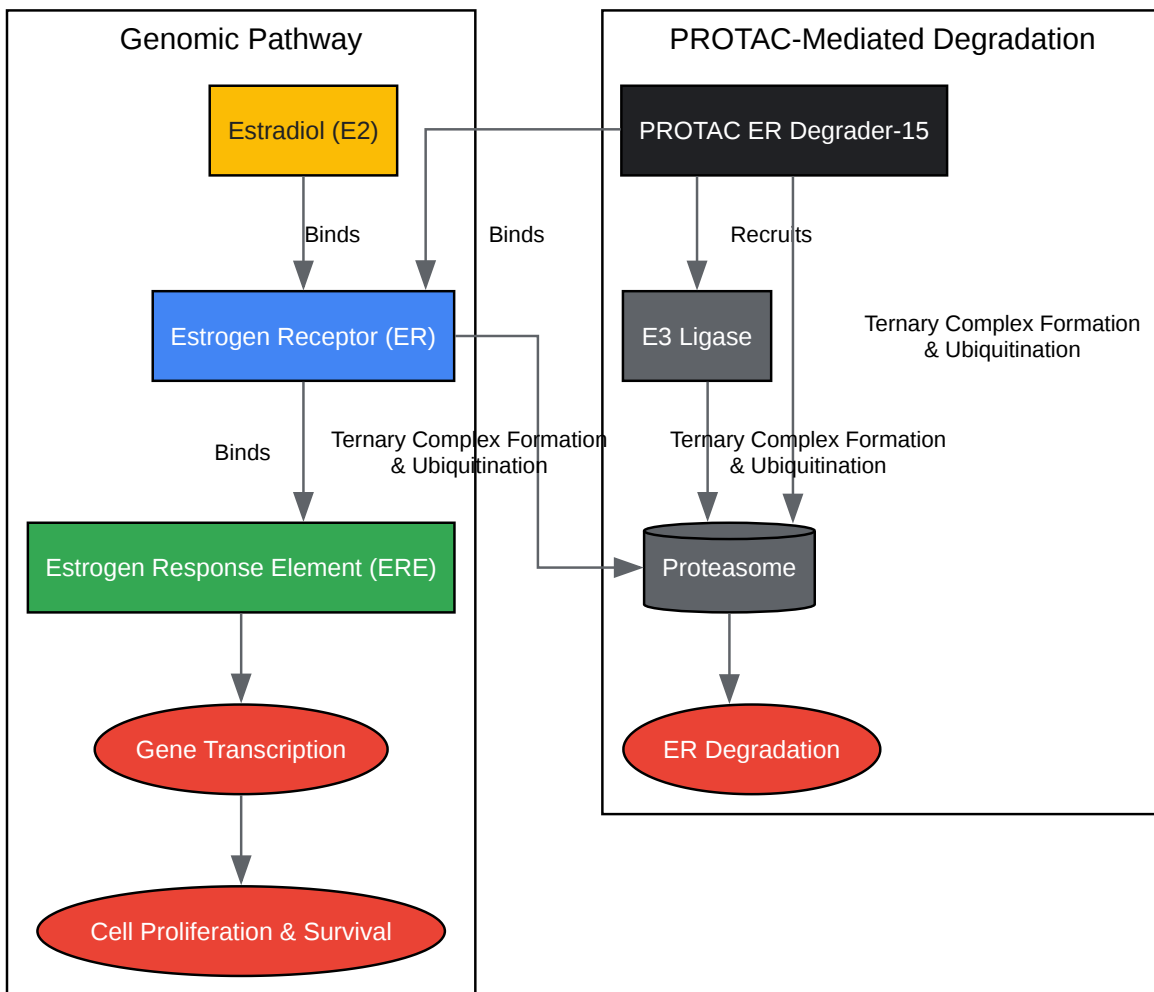 Genomic Pathway
PROTAC-Mediated Degradation
Estradiol (E2)
PROTAC ER Degrader-15
Binds
Binds
Recruits
Estrogen Receptor (ER)
E3 Ligase
Ternary Complex Formation
& Ubiquitination
Binds
Ternary Complex Formation
& Ubiquitination
Ternary Complex Formation
& Ubiquitination
Estrogen Response Element (ERE)
Proteasome
Gene Transcription
ER Degradation
Cell Proliferation & Survival